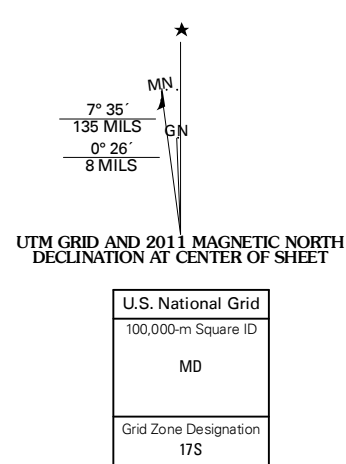 ★
MN
7° 35´
135 MILS
GN
0° 26´
8 MILS
UTM GRID AND 2011 MAGNETIC NORTH
DECLINATION AT CENTER OF SHEET
U.S. National Grid
100,000-m Square ID
MD
Grid Zone Designation
17S